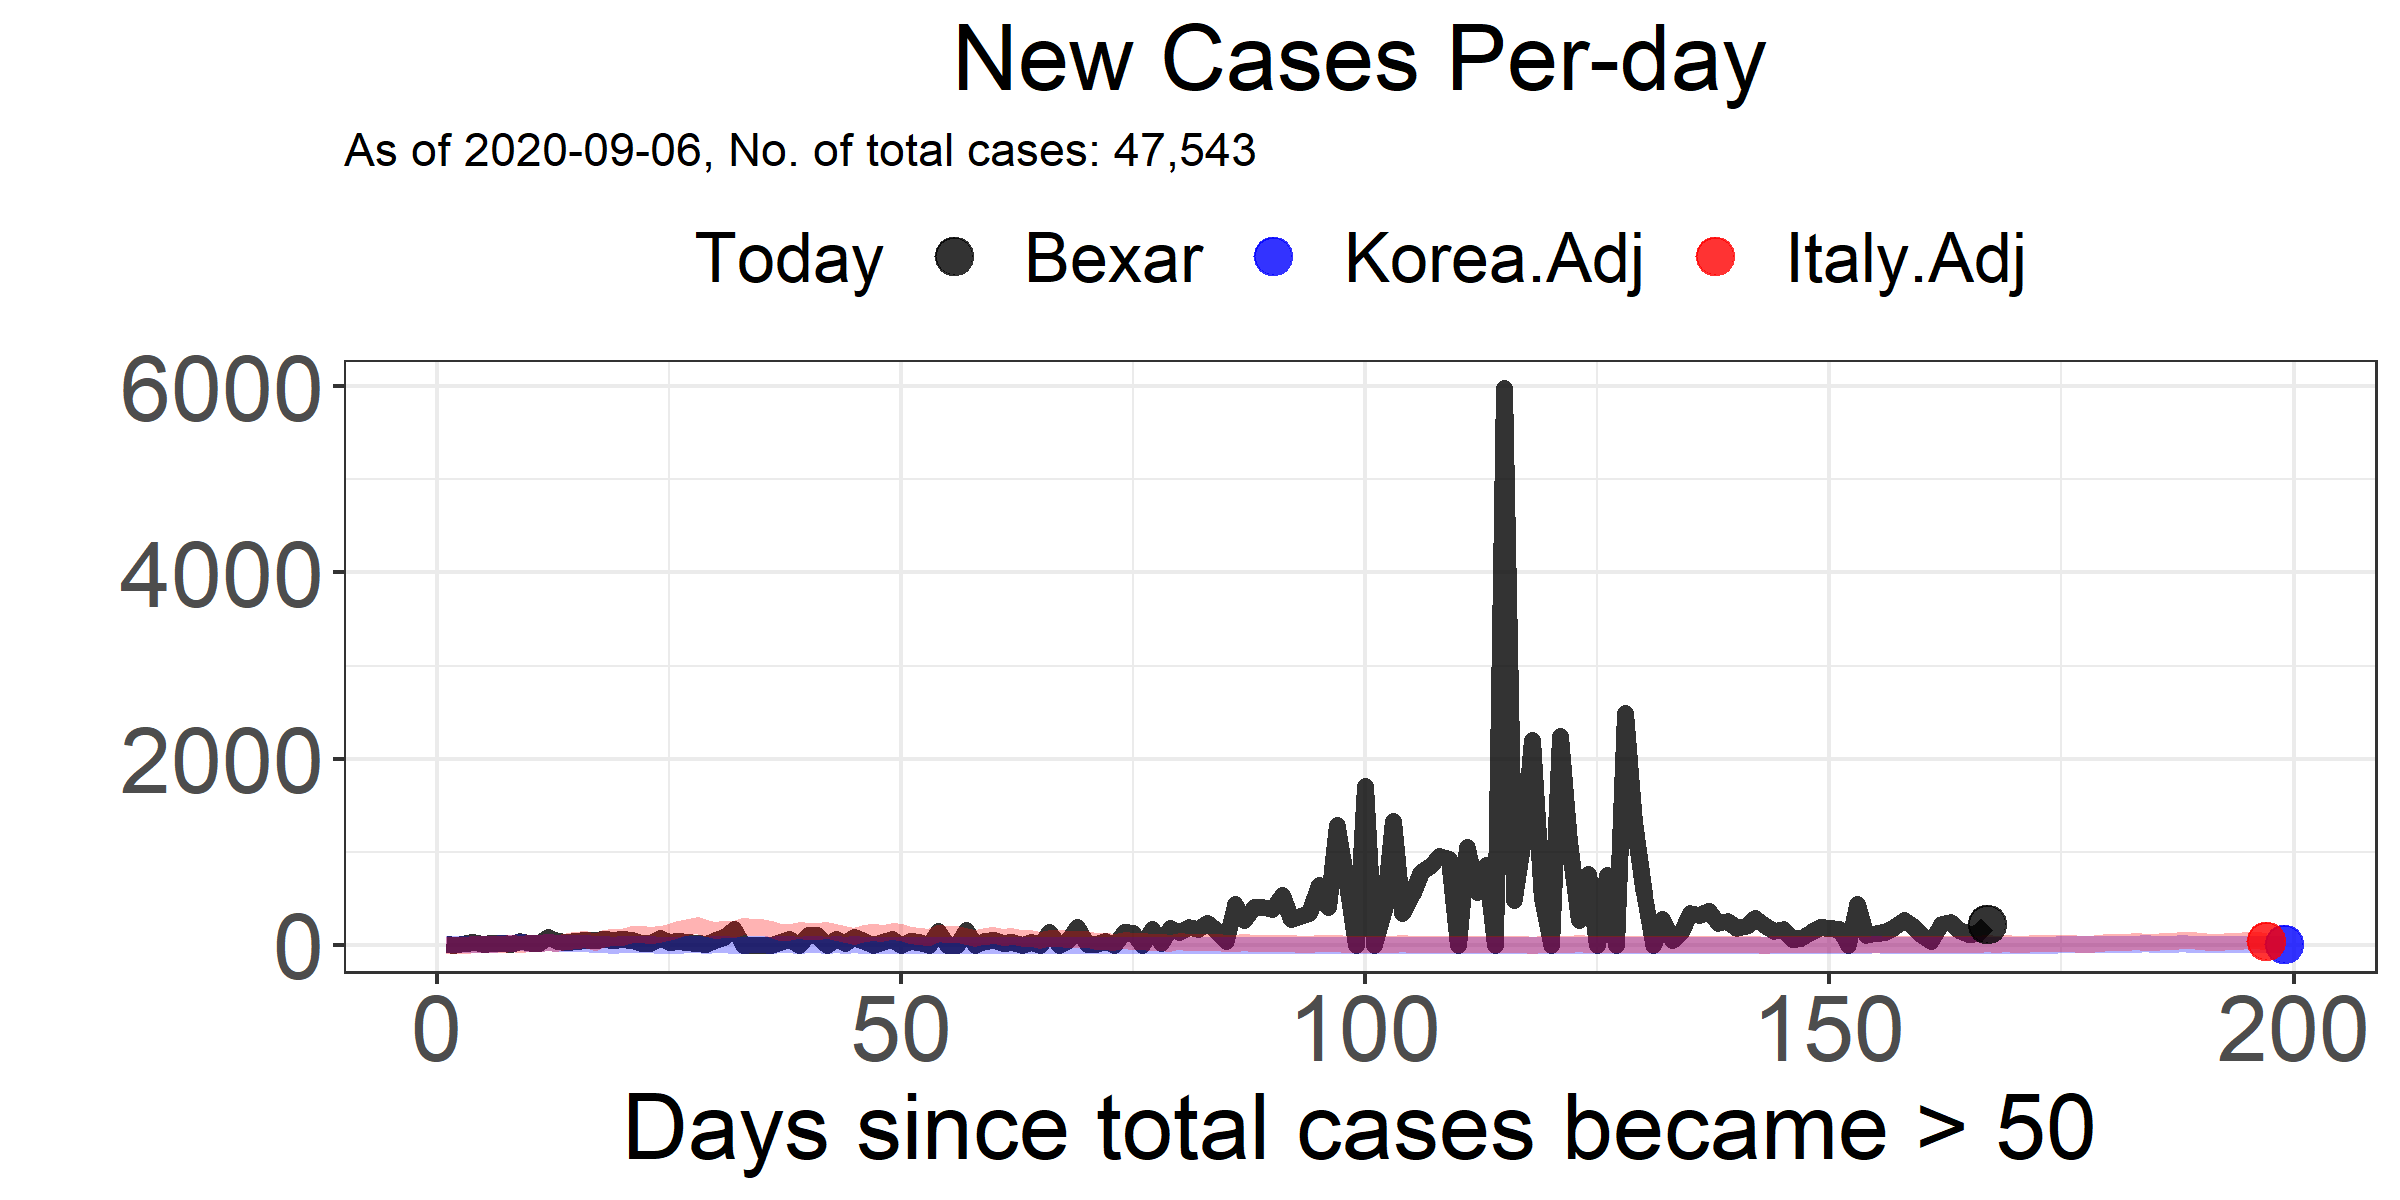 New Cases Per-day
As of 2020-09-06, No. of total cases: 47,543
Today Bexar Korea.Adj Italy.Adj
6000
4000
2000
0
0 50 100 150 200
Days since total cases became > 50